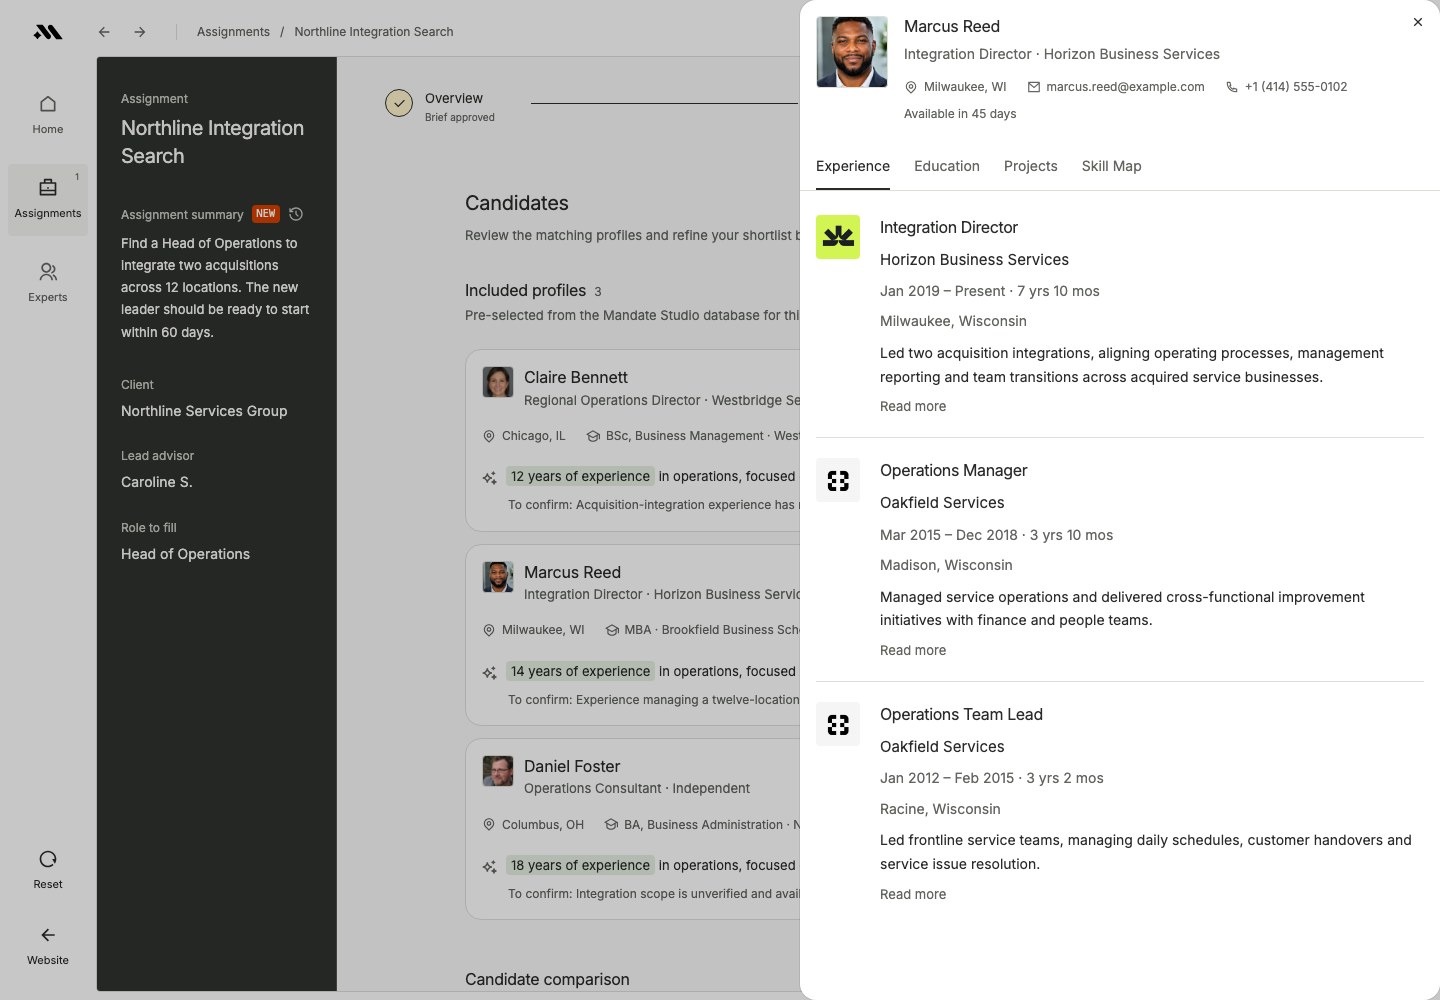 Assignments / Northline Integration Search
Home
1
Assignments
Experts
Reset
Website
Assignment
Northline Integration
Search
Assignment summary NEW
Find a Head of Operations to
integrate two acquisitions
across 12 locations. The new
leader should be ready to start
within 60 days.
Client
Northline Services Group
Lead advisor
Caroline S.
Role to fill
Head of Operations
Overview
Brief approved
Candidates
Review the matching profiles and refine your shortlist
Included profiles 3
Pre-selected from the Mandate Studio database for
Claire Bennett
Regional Operations Director · Westbridge
Chicago, IL BSc, Business Management ·
12 years of experience in operations, focused
To confirm: Acquisition-integration experience has
Marcus Reed
Integration Director · Horizon Business
Milwaukee, WI MBA · Brookfield Business
14 years of experience in operations, focused
To confirm: Experience managing a twelve-location
Daniel Foster
Operations Consultant · Independent
Columbus, OH BA, Business Administration ·
18 years of experience in operations, focused
To confirm: Integration scope is unverified and
Candidate comparison
Marcus Reed
Integration Director · Horizon Business Services
Milwaukee, WI marcus.reed@example.com +1 (414) 555-0102
Available in 45 days
Experience Education Projects Skill Map
Integration Director
Horizon Business Services
Jan 2019 – Present · 7 yrs 10 mos
Milwaukee, Wisconsin
Led two acquisition integrations, aligning operating processes, management
reporting and team transitions across acquired service businesses.
Read more
Operations Manager
Oakfield Services
Mar 2015 – Dec 2018 · 3 yrs 10 mos
Madison, Wisconsin
Managed service operations and delivered cross-functional improvement
initiatives with finance and people teams.
Read more
Operations Team Lead
Oakfield Services
Jan 2012 – Feb 2015 · 3 yrs 2 mos
Racine, Wisconsin
Led frontline service teams, managing daily schedules, customer handovers and
service issue resolution.
Read more